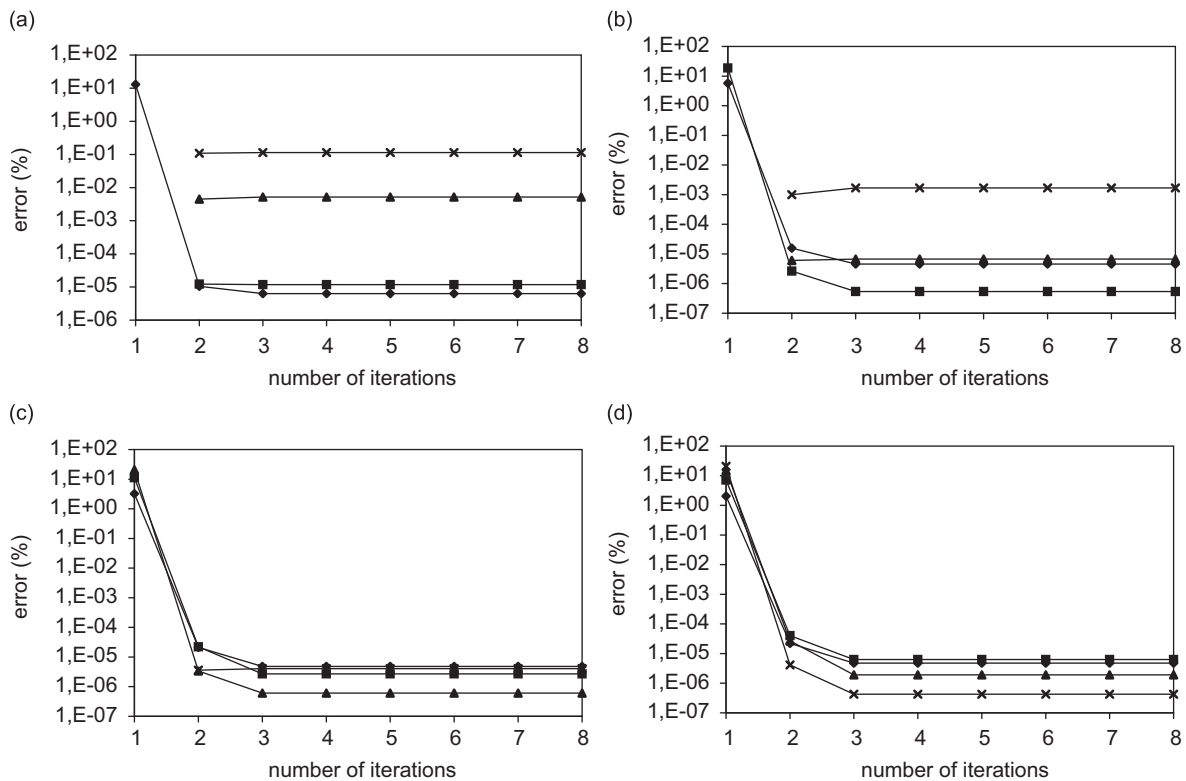 (a)
1,E+02
1,E+01
1,E+00
1,E-01
1,E-02
1,E-03
1,E-04
1,E-05
1,E-06
error (%)
1 2 3 4 5 6 7 8
number of iterations
(b)
1,E+02
1,E+01
1,E+00
1,E-01
1,E-02
1,E-03
1,E-04
1,E-05
1,E-06
1,E-07
error (%)
1 2 3 4 5 6 7 8
number of iterations
(c)
1,E+02
1,E+01
1,E+00
1,E-01
1,E-02
1,E-03
1,E-04
1,E-05
1,E-06
1,E-07
error (%)
1 2 3 4 5 6 7 8
number of iterations
(d)
1,E+02
1,E+01
1,E+00
1,E-01
1,E-02
1,E-03
1,E-04
1,E-05
1,E-06
1,E-07
error (%)
1 2 3 4 5 6 7 8
number of iterations